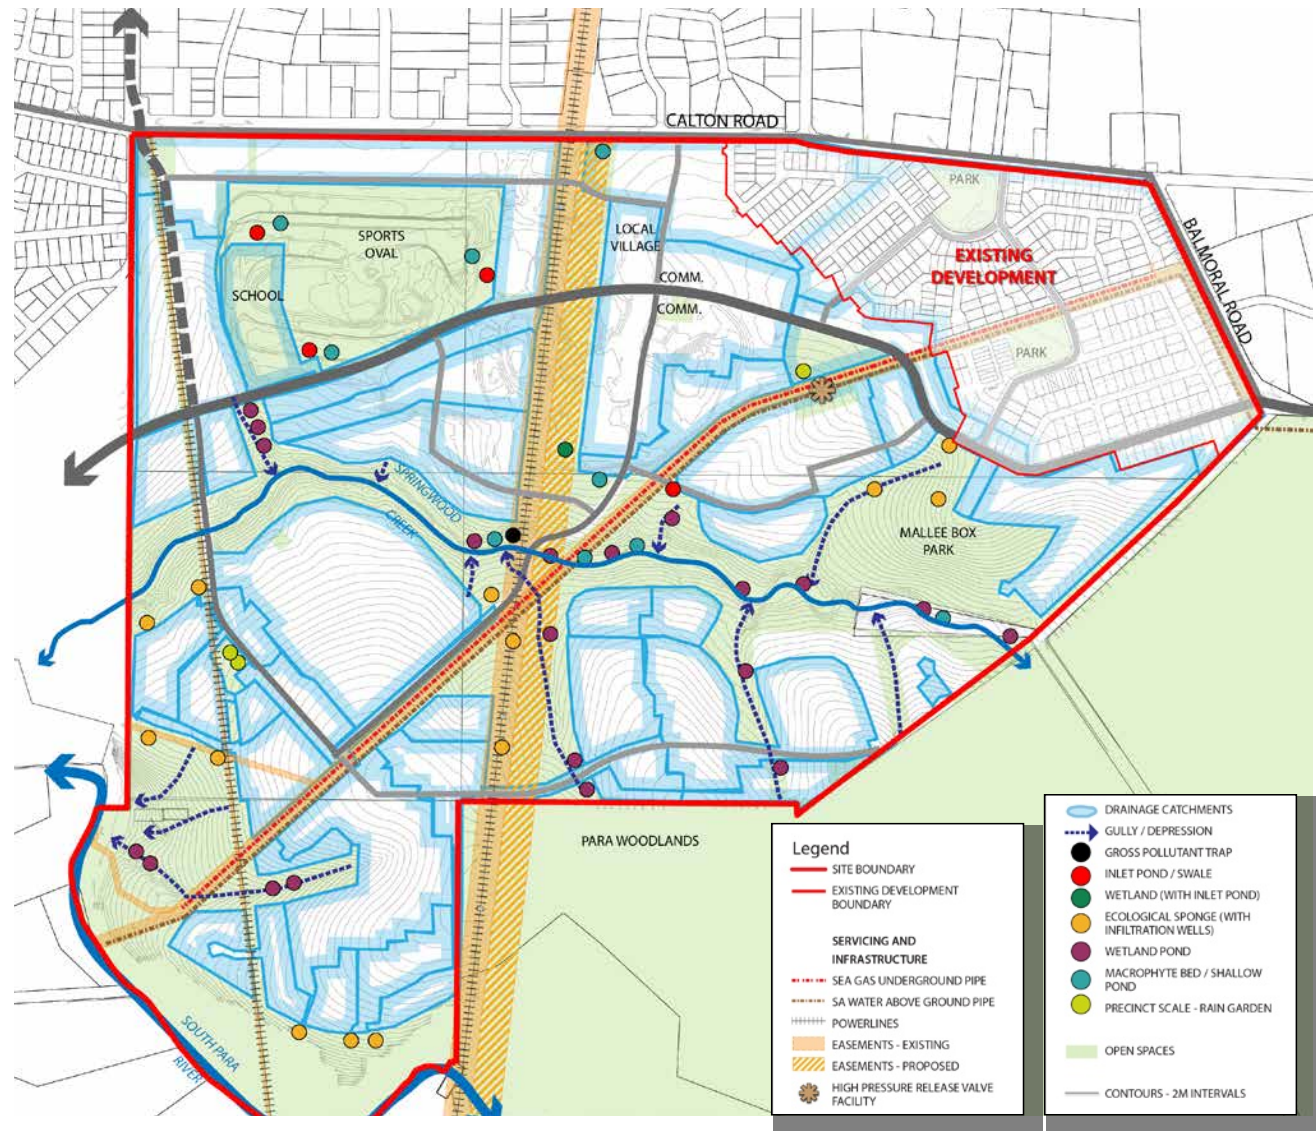 CALTON ROAD
PARK
BALMORAL ROAD
SPORTS
OVAL
LOCAL
VILLAGE
EXISTING
DEVELOPMENT
SCHOOL
COMM.
COMM.
PARK
SPRINGWOOD
CREEK
MALLEE BOX
PARK
PARA WOODLANDS
SOUTH PARA
RIVER
Legend
SITE BOUNDARY
EXISTING DEVELOPMENT
BOUNDARY
SERVICING AND
INFRASTRUCTURE
SEA GAS UNDERGROUND PIPE
SA WATER ABOVE GROUND PIPE
POWERLINES
EASEMENTS - EXISTING
EASEMENTS - PROPOSED
HIGH PRESSURE RELEASE VALVE
FACILITY
DRAINAGE CATCHMENTS
GULLY / DEPRESSION
GROSS POLLUTANT TRAP
INLET POND / SWALE
WETLAND (WITH INLET POND)
ECOLOGICAL SPONGE (WITH
INFILTRATION WELLS)
WETLAND POND
MACROPHYTE BED / SHALLOW
POND
PRECINCT SCALE - RAIN GARDEN
OPEN SPACES
CONTOURS - 2M INTERVALS